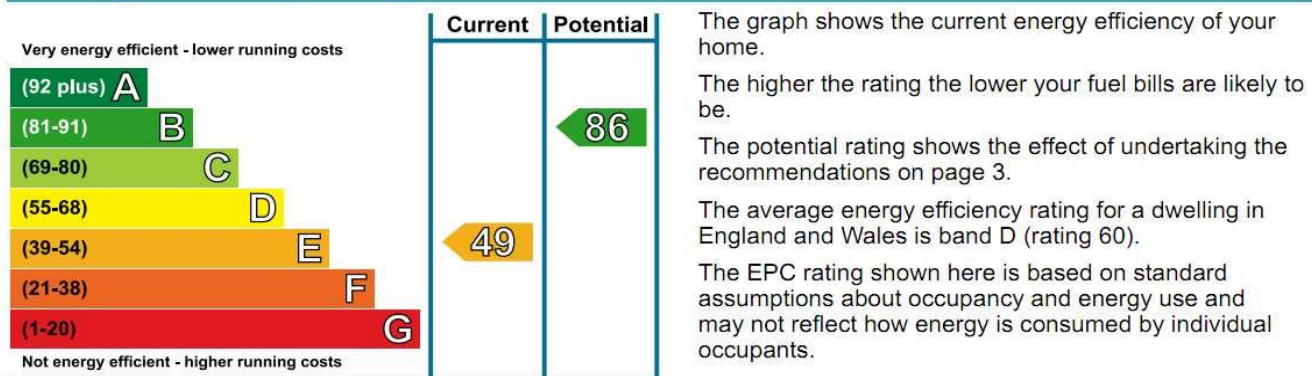 Current Potential
Very energy efficient - lower running costs
(92 plus) A
(81-91) B
86
(69-80) C
(55-68) D
(39-54) E
49
(21-38) F
(1-20) G
Not energy efficient - higher running costs
The graph shows the current energy efficiency of your
home.
The higher the rating the lower your fuel bills are likely to
be.
The potential rating shows the effect of undertaking the
recommendations on page 3.
The average energy efficiency rating for a dwelling in
England and Wales is band D (rating 60).
The EPC rating shown here is based on standard
assumptions about occupancy and energy use and
may not reflect how energy is consumed by individual
occupants.